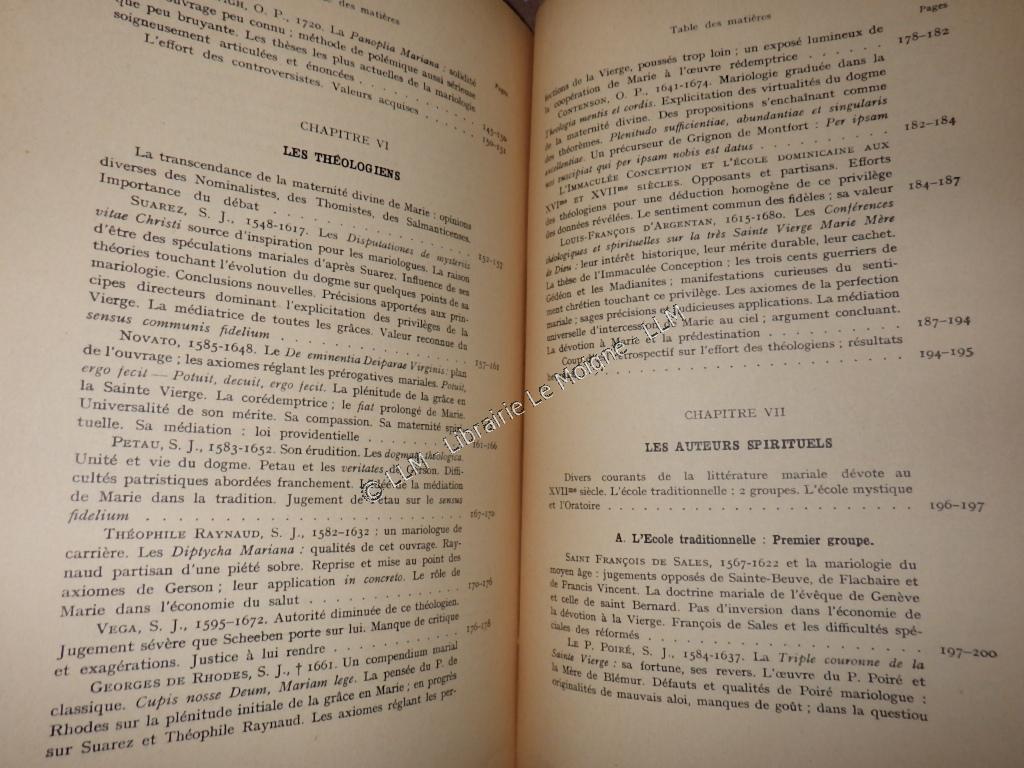 des matières
O. P., 1720. La Panoplia Mariana : solidité
ouvrage peu connu ; méthode de polémique aussi sérieuse
que peu bruyante. Les thèses les plus actuelles de la mariologie
soigneusement articulées et énoncées
145-150
L'effort des controversistes. Valeurs acquises
150-151
Pages
CHAPITRE VI
LES THÉOLOGIENS
La transcendance de la maternité divine de Marie : opinions
diverses des Nominalistes, des Thomistes, des Salmanticenses.
Importance du débat
152-157
SUAREZ, S. J., 1548-1617. Les Disputationes de mysteriis
vitae Christi source d'inspiration pour les mariologues. La raison
d'être des spéculations mariales d'après Suarez. Influence de ses
théories touchant l'évolution du dogme sur quelques points de sa
mariologie. Conclusions nouvelles. Précisions apportées aux prin-
cipes directeurs dominant l'explicitation des privilèges de la
Vierge. La médiatrice de toutes les grâces. Valeur reconnue du
sensus communis fidelium
157-161
NOVATO, 1585-1648. Le De eminentia Deiparae Virginis : plan
de l'ouvrage ; les axiomes réglant les prérogatives mariales. Potuit,
ergo fecit — Potuit, decuit, ergo fecit. La plénitude de la grâce en
la Sainte Vierge. La corédemptrice ; le fiat prolongé de Marie.
Universalité de son mérite. Sa compassion. Sa maternité spiri-
tuelle. Sa médiation : loi providentielle
161-166
PETAU, S. J., 1583-1652. Son érudition. Les dogmata theologica.
Unité et vie du dogme. Petau et les veritates de Gerson. Diffi-
cultés patristiques abordées franchement. L'idée de la médiation
de Marie dans la tradition. Jugement de Petau sur le sensus
fidelium
167-170
THÉOPHILE RAYNAUD, S. J., 1582-1632 : un mariologue de
carrière. Les Diptycha Mariana : qualités de cet ouvrage. Ray-
naud partisan d'une piété sobre. Reprise et mise au point des
axiomes de Gerson ; leur application in concreto. Le rôle de
Marie dans l'économie du salut
170-176
VEGA, S. J., 1595-1672. Autorité diminuée de ce théologien.
Jugement sévère que Scheeben porte sur lui. Manque de critique
et exagérations. Justice à lui rendre
176-178
GEORGES DE RHODES, S. J., † 1661. Un compendium marial
classique. Cupis nosse Deum, Mariam lege. La pensée du P. de
Rhodes sur la plénitude initiale de la grâce en Marie ; en progrès
sur Suarez et Théophile Raynaud. Les axiomes réglant les per-
Table des matières
Pages
fections de la Vierge, poussés trop loin ; un exposé lumineux de
la coopération de Marie à l'œuvre rédemptrice
178-182
CONTENSON, O. P., 1641-1674. Mariologie graduée dans la
Theologia mentis et cordis. Explicitation des virtualités du dogme
de la maternité divine. Des propositions s'enchaînant comme
des théorèmes. Plenitudo sufficientiae, abundantiae et singularis
excellentiae. Un précurseur de Grignon de Montfort : Per ipsam
nos suscipiat qui per ipsam nobis est datus
182-184
L'IMMACULÉE CONCEPTION ET L'ÉCOLE DOMINICAINE AUX
XVIme ET XVIIme SIÈCLES. Opposants et partisans. Efforts
des théologiens pour une déduction homogène de ce privilège
des données révélées. Le sentiment commun des fidèles ; sa valeur
184-187
LOUIS-FRANÇOIS D'ARGENTAN, 1615-1680. Les Conférences
théologiques et spirituelles sur la très Sainte Vierge Marie Mère
de Dieu : leur intérêt historique, leur mérite durable, leur cachet.
La thèse de l'Immaculée Conception ; les trois cents guerriers de
Gédéon et les Madianites ; manifestations curieuses du senti-
ment chrétien touchant ce privilège. Les axiomes de la perfection
mariale ; sages précisions et judicieuses applications. La médiation
universelle d'intercession de Marie au ciel ; argument concluant.
La dévotion à Marie et la prédestination
187-194
Coup d'œil rétrospectif sur l'effort des théologiens ; résultats
194-195
CHAPITRE VII
LES AUTEURS SPIRITUELS
Divers courants de la littérature mariale dévote au
XVIIme siècle. L'école traditionnelle : 2 groupes. L'école mystique
et l'Oratoire
196-197
A. L'Ecole traditionnelle : Premier groupe.
SAINT FRANÇOIS DE SALES, 1567-1622 et la mariologie du
moyen âge : jugements opposés de Sainte-Beuve, de Flachaire et
de Francis Vincent. La doctrine mariale de l'évêque de Genève
et celle de saint Bernard. Pas d'inversion dans l'économie de
la dévotion à la Vierge. François de Sales et les difficultés spé-
ciales des réformés
197-200
LE P. POIRÉ, S. J., 1584-1637. La Triple couronne de la
Sainte Vierge : sa fortune, ses revers. L'œuvre du P. Poiré et
la Mère de Blémur. Défauts et qualités de Poiré mariologue :
originalités de mauvais aloi, manques de goût ; dans la question
© LLM - Librairie Le Moigne - LLM